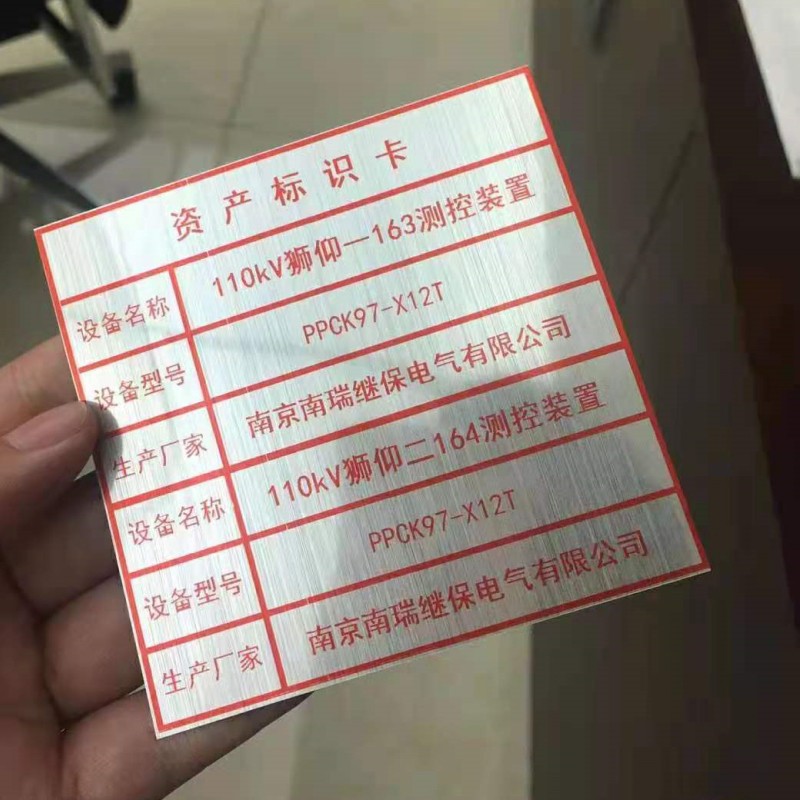 资产标识卡
设备名称 110kV狮仰一163测控装置
设备型号 PPCK97-X12T
生产厂家 南京南瑞继保电气有限公司
设备名称 110kV狮仰二164测控装置
设备型号 PPCK97-X12T
生产厂家 南京南瑞继保电气有限公司